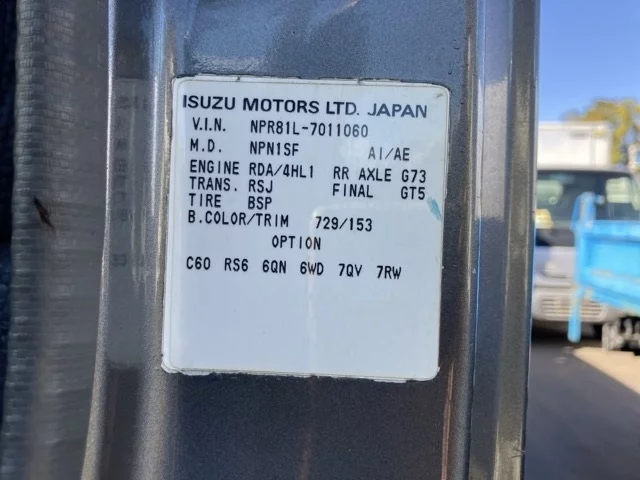 ISUZU MOTORS LTD. JAPAN
V.I.N. NPR81L-7011060
M.D. NPN1SF AI/AE
ENGINE RDA/4HL1 RR AXLE G73
TRANS. RSJ FINAL GT5
TIRE BSP
B.COLOR/TRIM 729/153
OPTION
C60 RS6 6QN 6WD 7QV 7RW